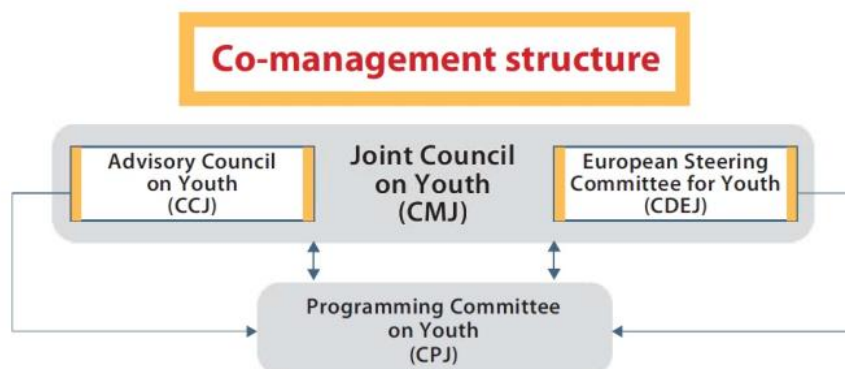 Co-management structure
Advisory Council
on Youth
(CCJ)
Joint Council
on Youth
(CMJ)
European Steering
Committee for Youth
(CDEJ)
Programming Committee
on Youth
(CPJ)